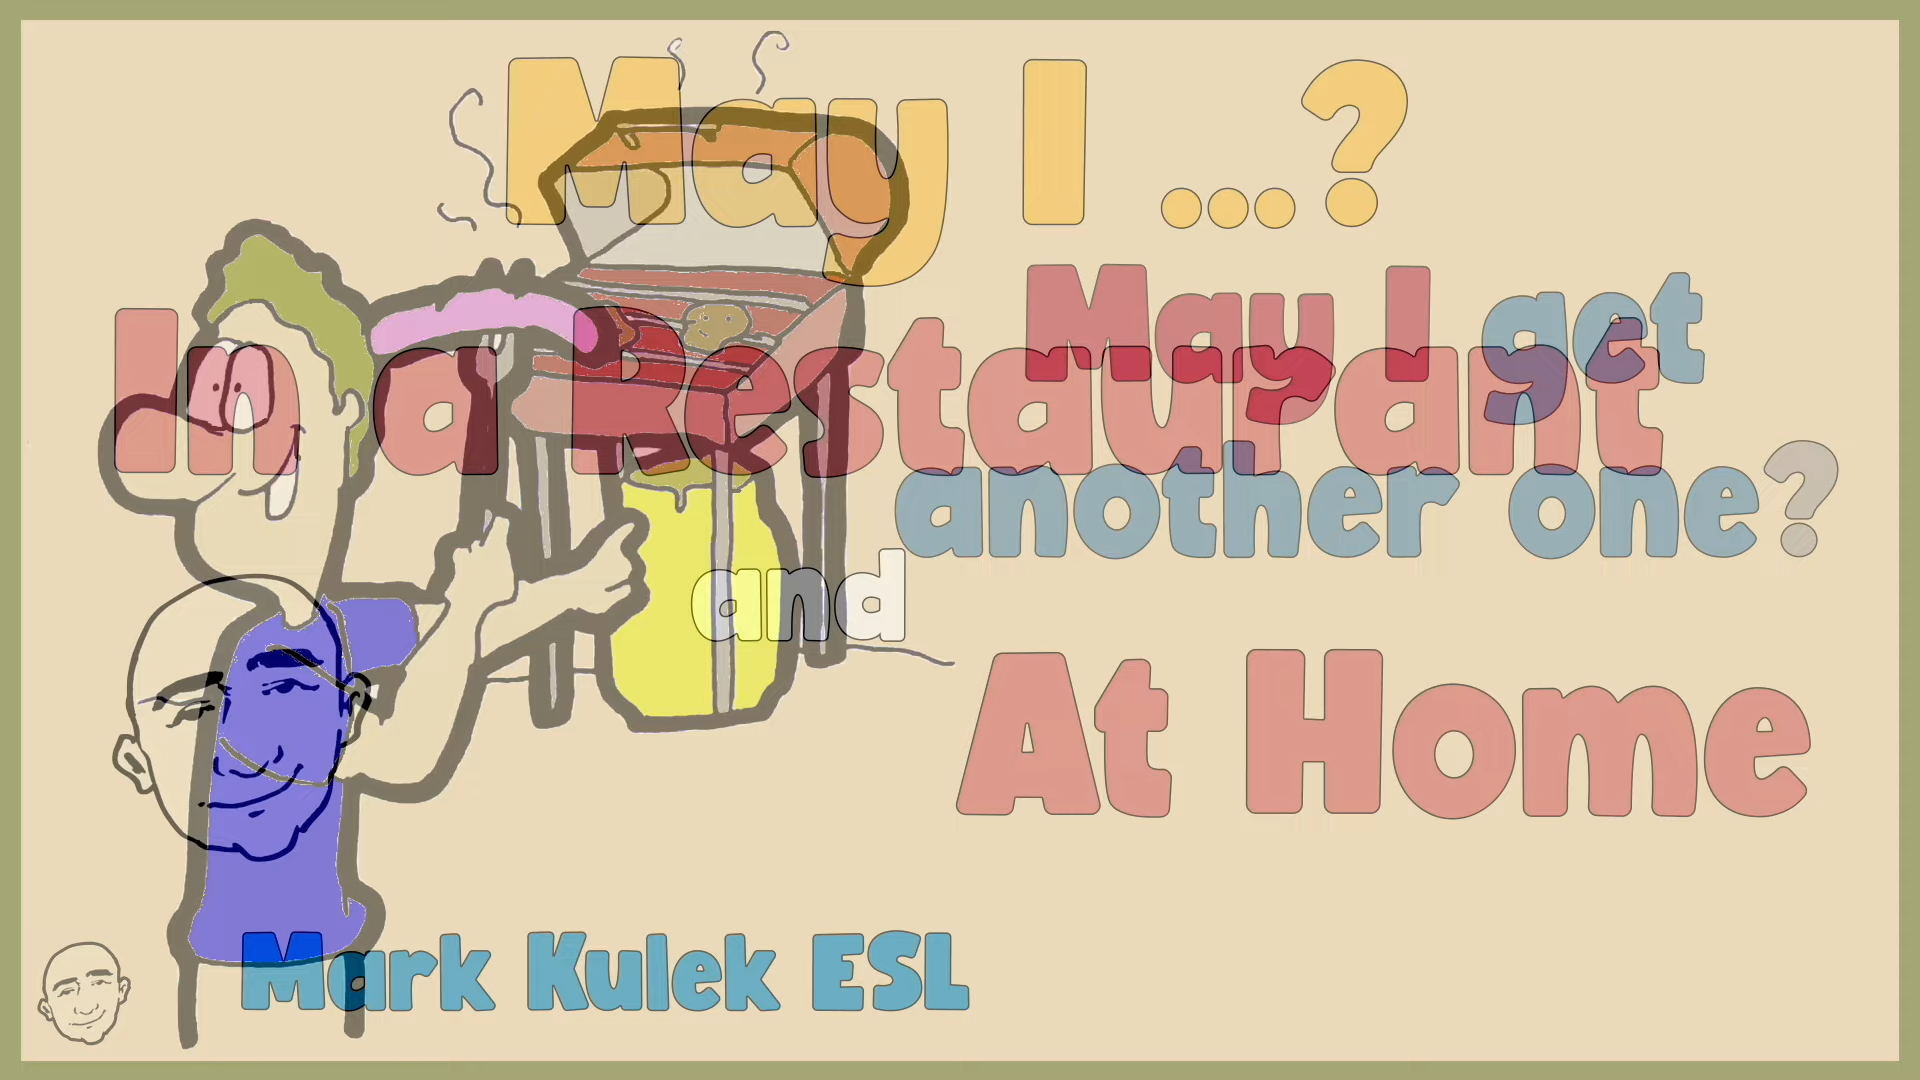 May I ...?
In a Restaurant
May I get
another one?
and
At Home
Mark Kulek ESL